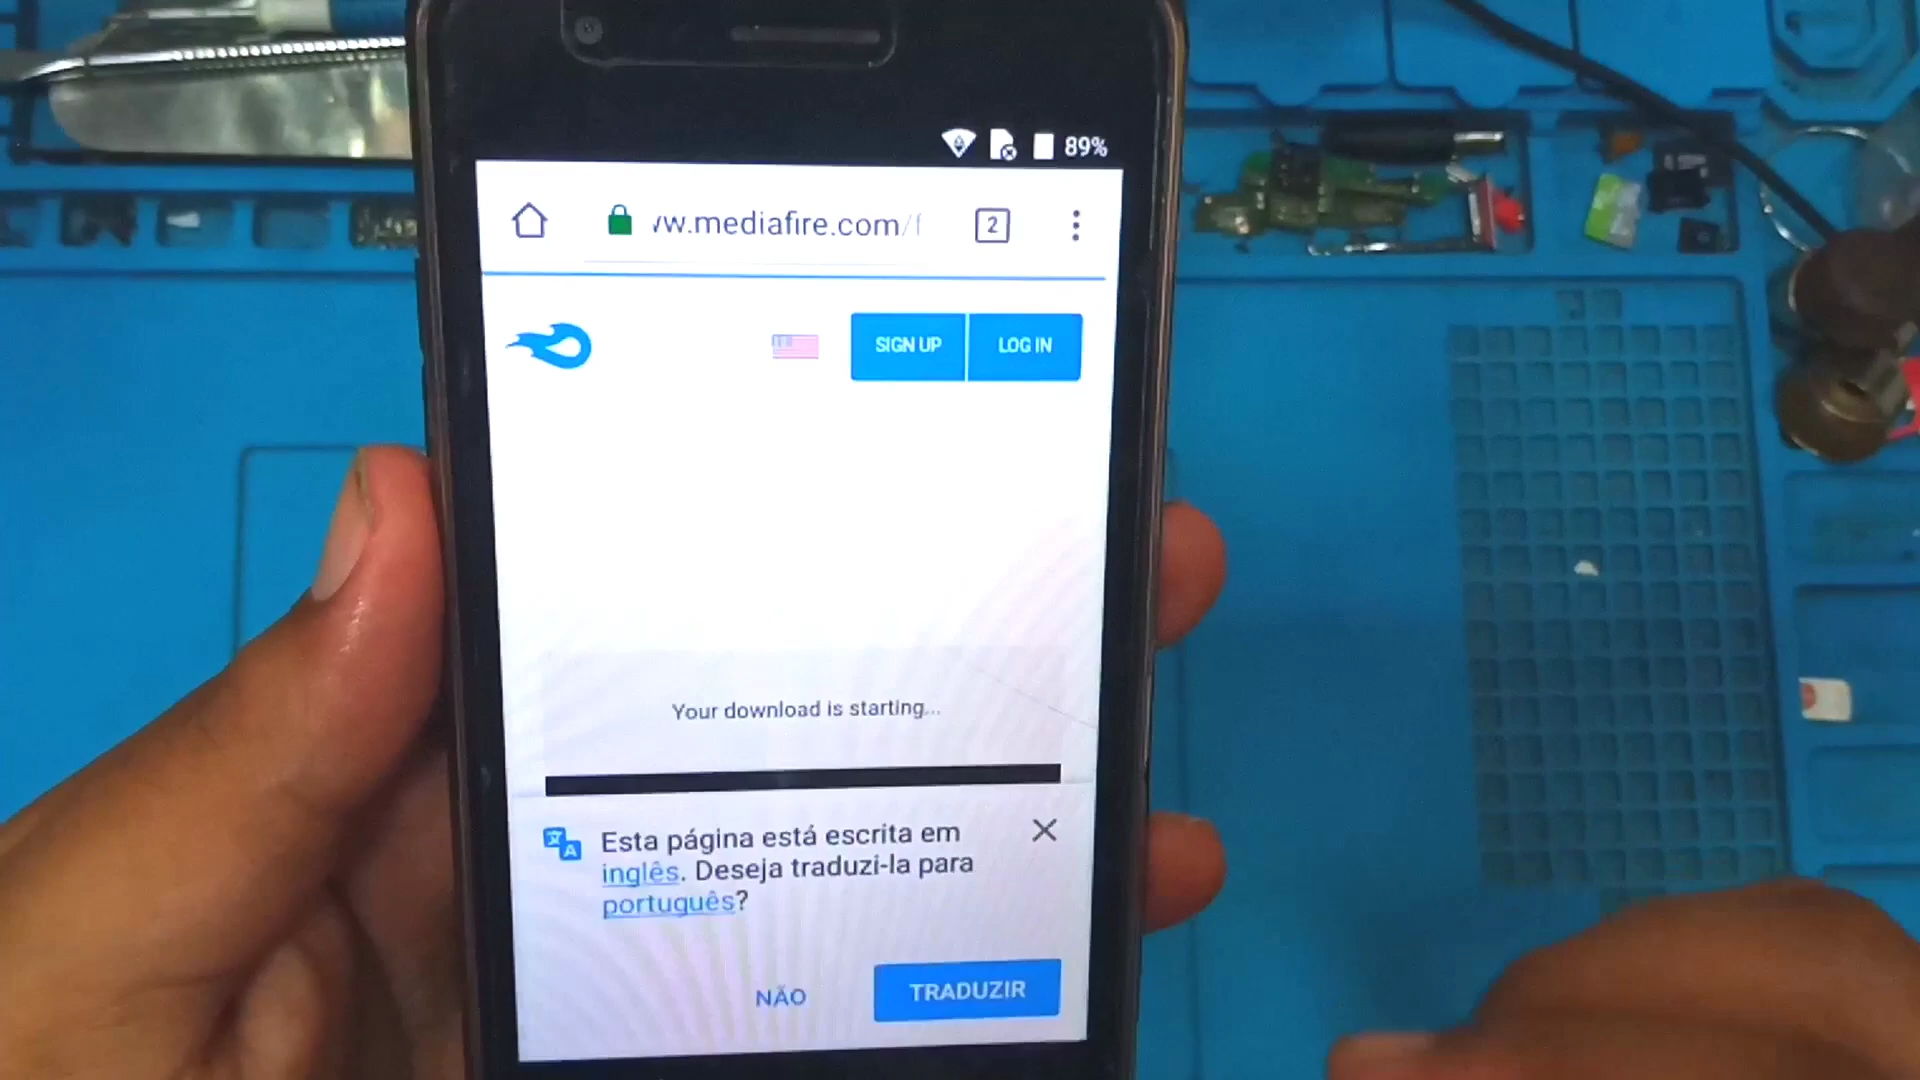 89%
w.mediafire.com/f
2
SIGN UP
LOG IN
Your download is starting...
Esta página está escrita em
inglês. Deseja traduzi-la para
português?
NÃO
TRADUZIR